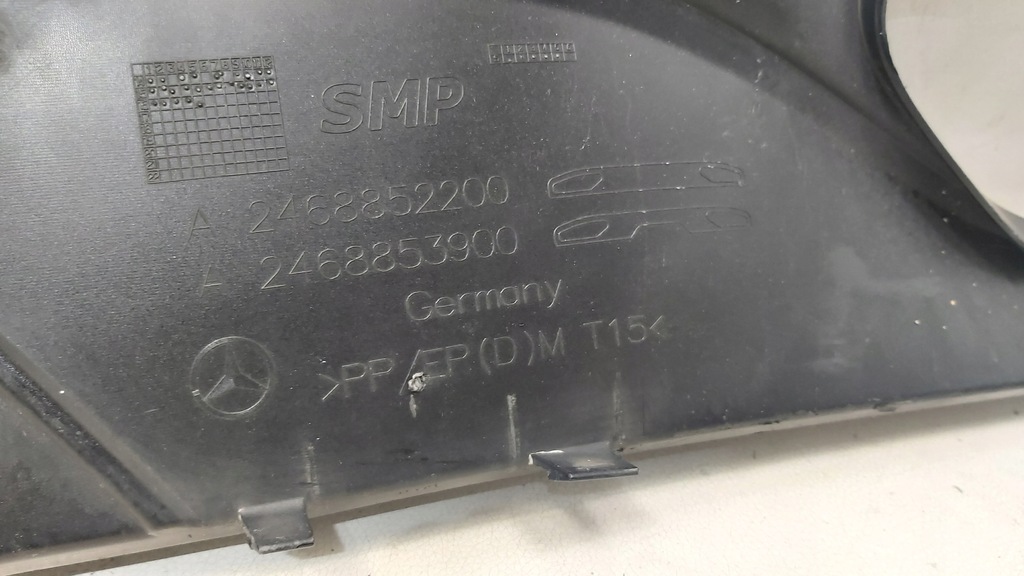 SMP
A 2468852200
A 2468853900
Germany
>PP/EP(D)M T15<